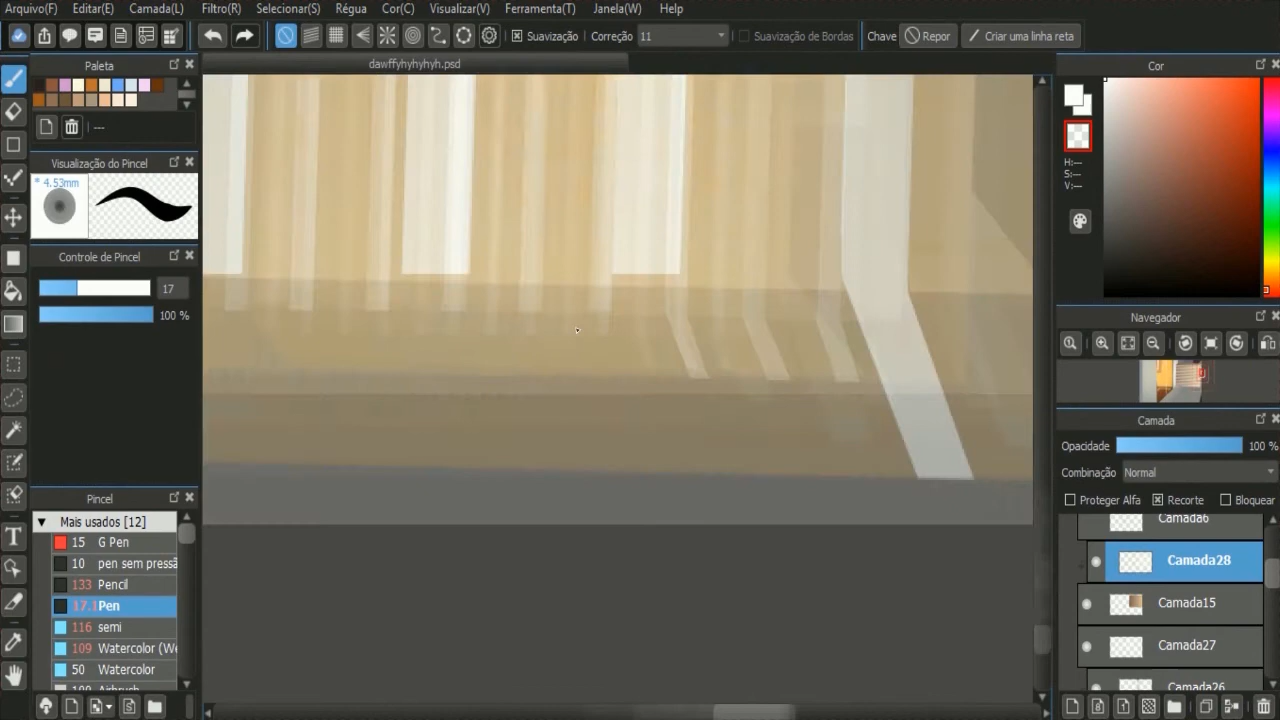 Arquivo(F) Editar(E) Camada(L) Filtro(R) Selecionar(S) Régua Cor(C) Visualizar(V) Ferramenta(T) Janela(W) Help
Suavização Correção 11 Suavização de Bordas Chave Repor Criar uma linha reta
Paleta
dawffyhyhyhyh.psd
Cor
---
Visualização do Pincel
* 4.53mm
H:---
S:---
V:---
Controle de Pincel
17
100 %
Navegador
Camada
Opacidade 100 %
Combinação Normal
Proteger Alfa Recorte Bloquear
Pincel
Mais usados [12]
15 G Pen
10 pen sem pressã
133 Pencil
17.1 Pen
116 semi
109 Watercolor (We
50 Watercolor
100 Airbrush
Camada6
Camada28
Camada15
Camada27
Camada26